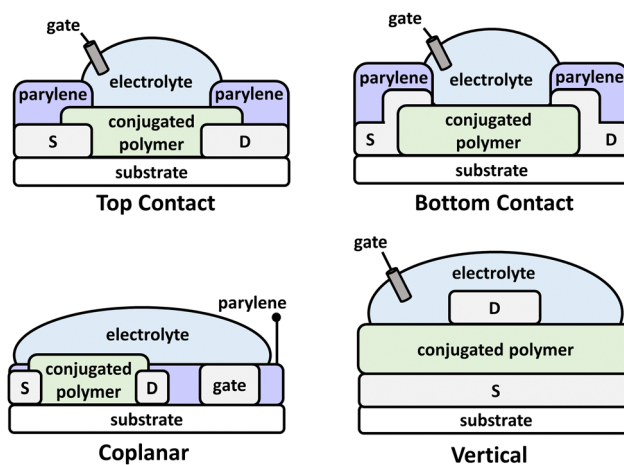 gate
electrolyte
parylene
parylene
conjugated
polymer
S
D
substrate
Top Contact
gate
parylene
parylene
electrolyte
conjugated
polymer
S
D
substrate
Bottom Contact
parylene
electrolyte
conjugated
polymer
S
D
gate
substrate
Coplanar
gate
electrolyte
D
conjugated polymer
S
substrate
Vertical